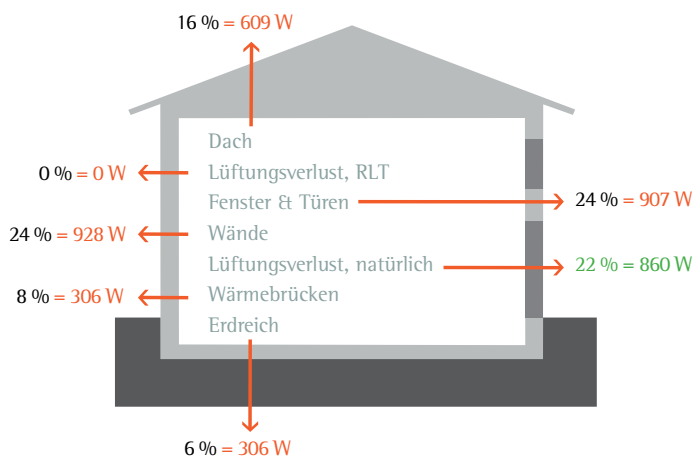 16 % = 609 W
Dach
0 % = 0 W
Lüftungsverlust, RLT
Fenster & Türen
24 % = 907 W
24 % = 928 W
Wände
Lüftungsverlust, natürlich
22 % = 860 W
8 % = 306 W
Wärmebrücken
Erdreich
6 % = 306 W